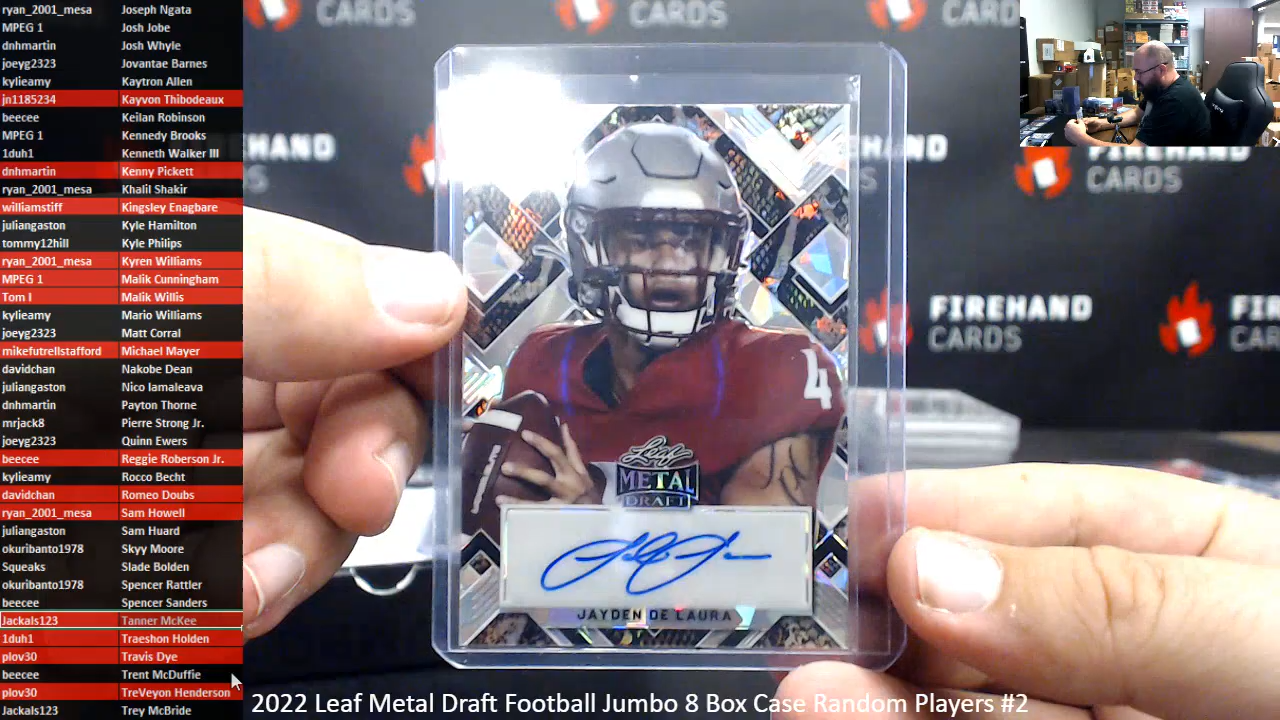 ryan_2001_mesa Joseph Ngata
MPEG 1 Josh Jobe
dnhmartin Josh Whyle
joeyg2323 Jovantae Barnes
kylieamy Kaytron Allen
jn1185234 Kayvon Thibodeaux
beecee Keilan Robinson
MPEG 1 Kennedy Brooks
1duh1 Kenneth Walker III
dnhmartin Kenny Pickett
ryan_2001_mesa Khalil Shakir
williamstiff Kingsley Enagbare
juliangaston Kyle Hamilton
tommy12hill Kyle Philips
ryan_2001_mesa Kyren Williams
MPEG 1 Malik Cunningham
Tom I Malik Willis
kylieamy Mario Williams
joeyg2323 Matt Corral
mikefutrellstafford Michael Mayer
davidchan Nakobe Dean
juliangaston Nico Iamaleava
dnhmartin Payton Thorne
mrjack8 Pierre Strong Jr.
joeyg2323 Quinn Ewers
beecee Reggie Roberson Jr.
kylieamy Rocco Becht
davidchan Romeo Doubs
ryan_2001_mesa Sam Howell
juliangaston Sam Huard
okuribanto1978 Skyy Moore
Squeaks Slade Bolden
okuribanto1978 Spencer Rattler
beecee Spencer Sanders
Jackals123 Tanner McKee
1duh1 Traeshon Holden
plov30 Travis Dye
beecee Trent McDuffie
plov30 TreVeyon Henderson
Jackals123 Trey McBride
CARDS
CARDS
CARDS
FIREHAND
CARDS
FIREHAND
CARDS
4
Leaf
METAL
DRAFT
JAYDEN DE LAURA
2022 Leaf Metal Draft Football Jumbo 8 Box Case Random Players #2